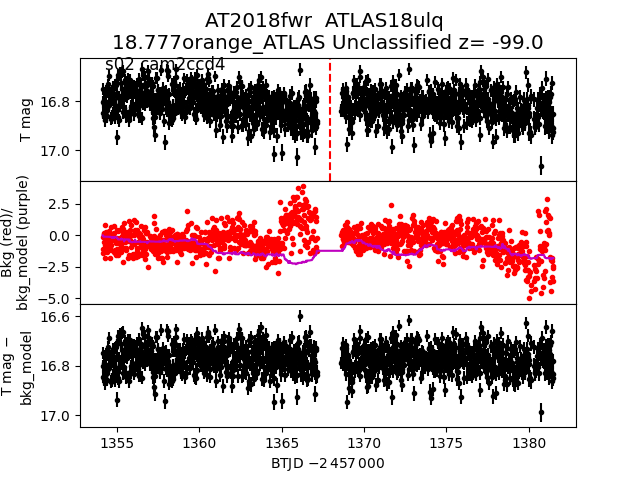 AT2018fwr  ATLAS18ulq
18.777orange_ATLAS Unclassified z= -99.0
s02 cam2ccd4
T mag
16.8
17.0
Bkg (red)/
bkg_model (purple)
2.5
0.0
−2.5
−5.0
T mag −
bkg_model
16.6
16.8
17.0
1355
1360
1365
1370
1375
1380
BTJD −2 457 000